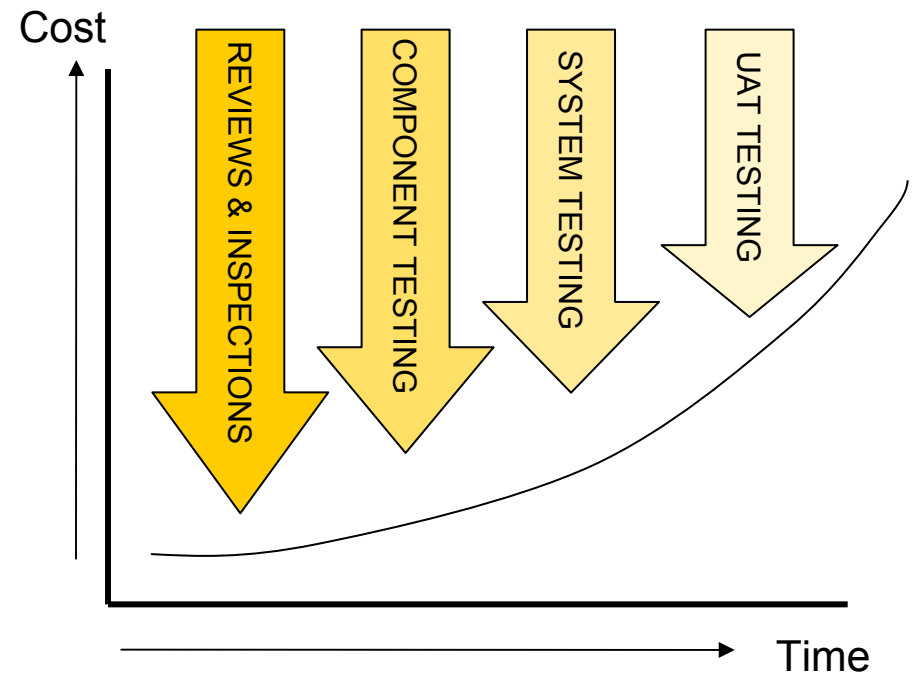 Cost
REVIEWS & INSPECTIONS
COMPONENT TESTING
SYSTEM TESTING
UAT TESTING
Time